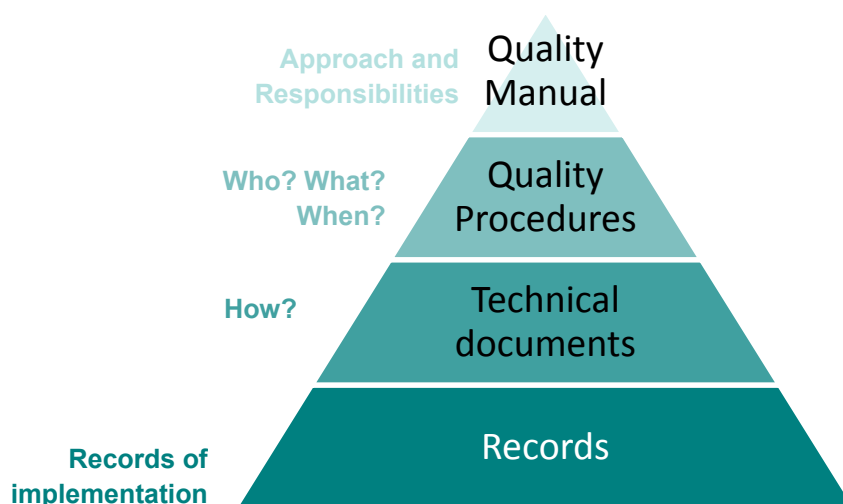 Approach and
Responsibilities
Quality
Manual
Who? What?
When?
Quality
Procedures
How?
Technical
documents
Records of
implementation
Records